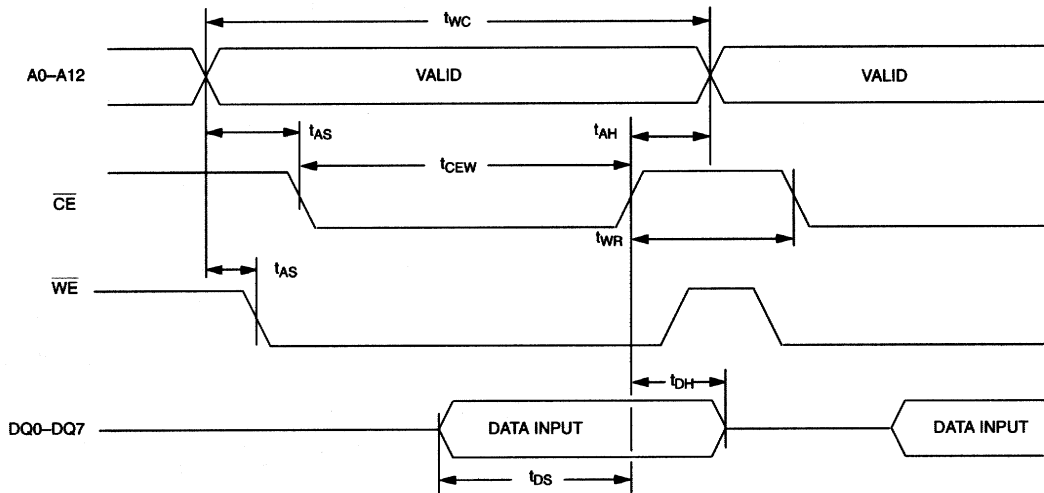 tWC
A0–A12
VALID
VALID
tAS
tAH
tCEW
CE
tWR
tAS
WE
tDH
DQ0–DQ7
DATA INPUT
DATA INPUT
tDS